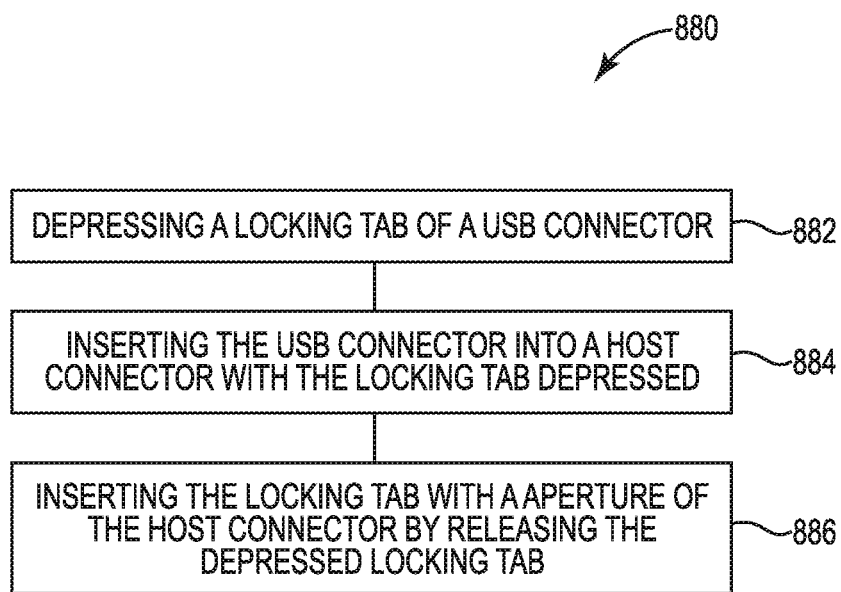 880
DEPRESSING A LOCKING TAB OF A USB CONNECTOR
882
INSERTING THE USB CONNECTOR INTO A HOST
CONNECTOR WITH THE LOCKING TAB DEPRESSED
884
INSERTING THE LOCKING TAB WITH A APERTURE OF
THE HOST CONNECTOR BY RELEASING THE
DEPRESSED LOCKING TAB
886